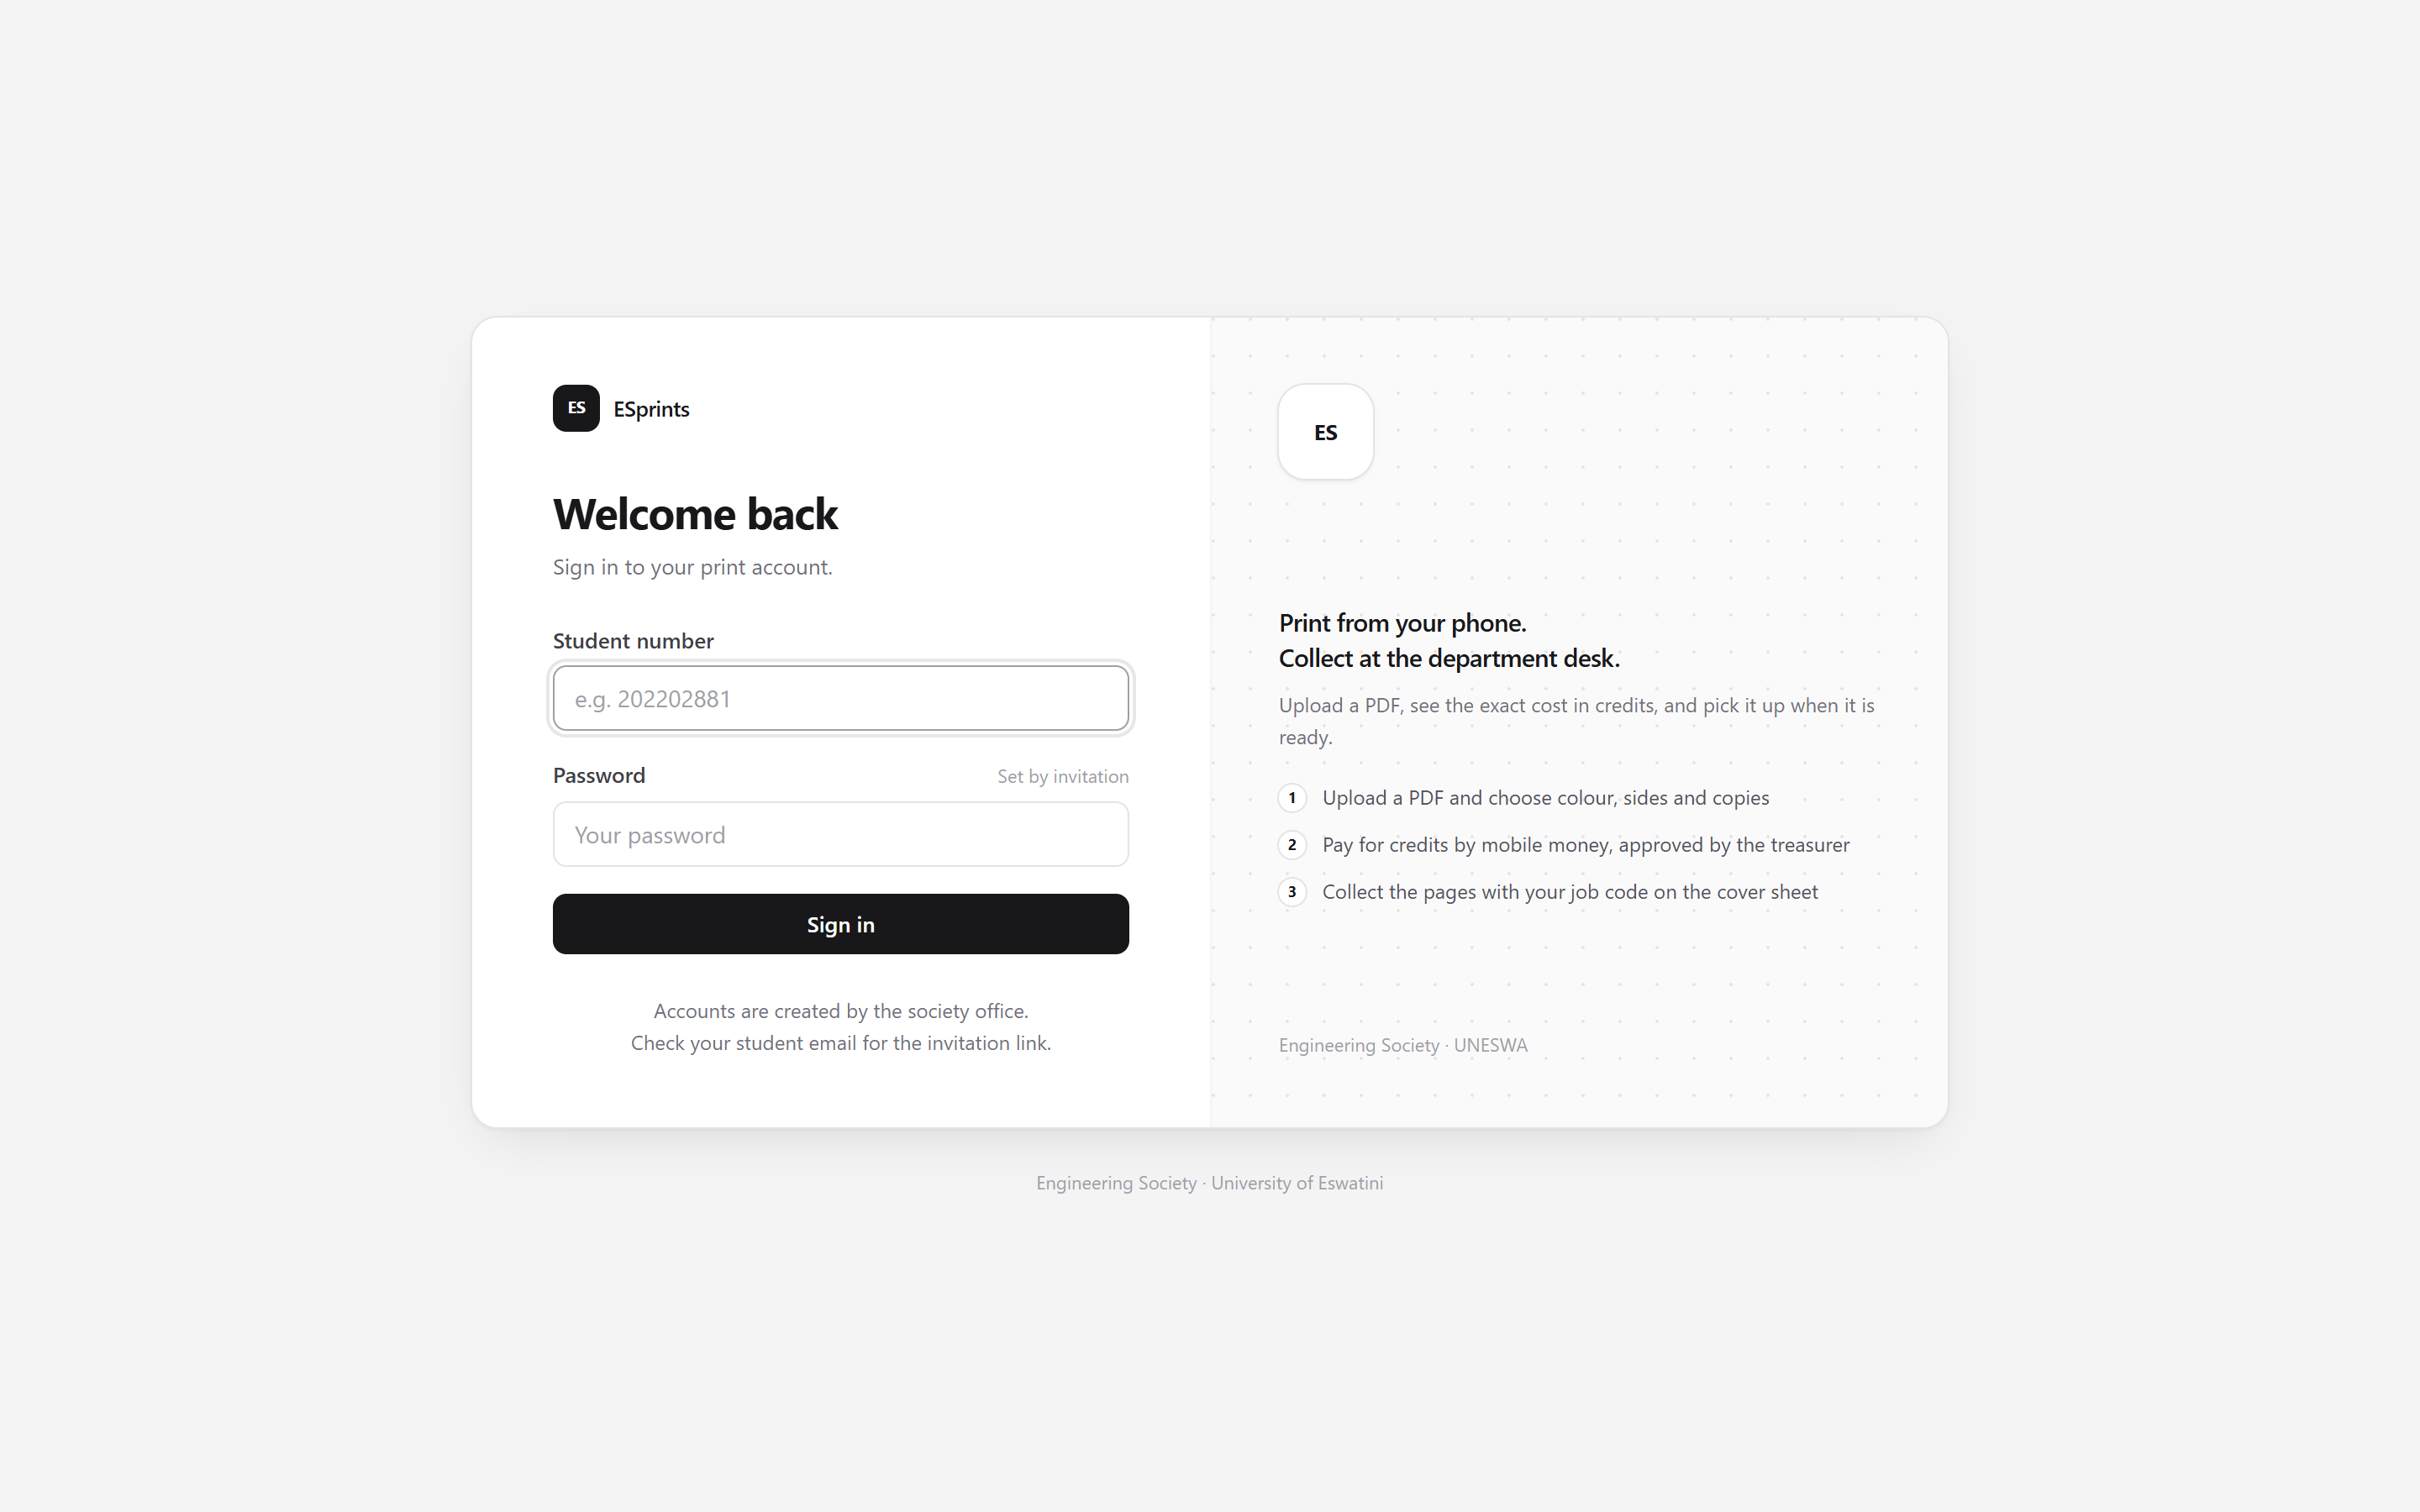 ES
ESprints
Welcome back
Sign in to your print account.
Student number
e.g. 202202881
Password
Set by invitation
Your password
Sign in
Accounts are created by the society office.
Check your student email for the invitation link.
ES
Print from your phone.
Collect at the department desk.
Upload a PDF, see the exact cost in credits, and pick it up when it is
ready.
1 Upload a PDF and choose colour, sides and copies
2 Pay for credits by mobile money, approved by the treasurer
3 Collect the pages with your job code on the cover sheet
Engineering Society · UNESWA
Engineering Society · University of Eswatini